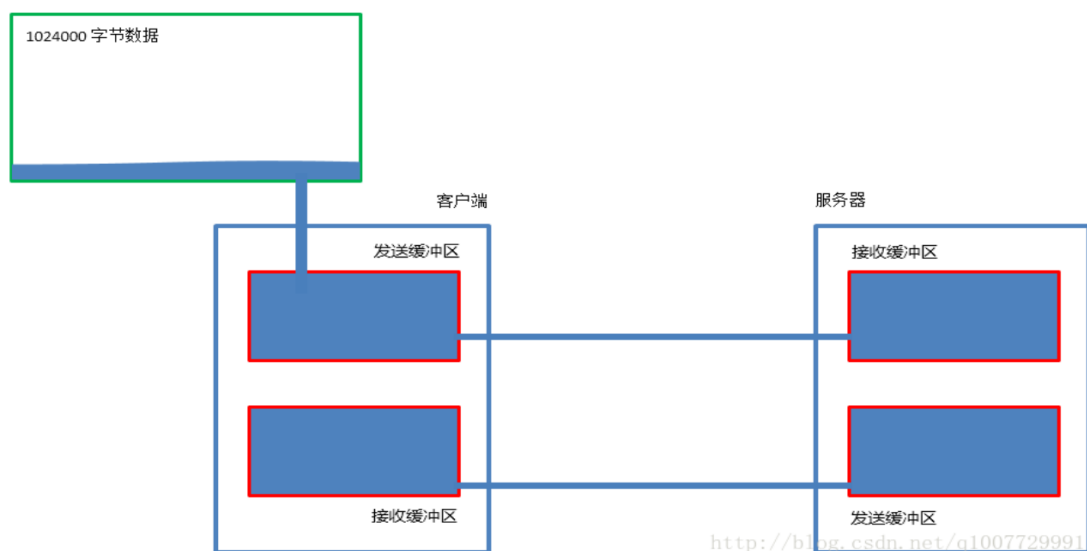 1024000 字节数据
客户端
服务器
发送缓冲区
接收缓冲区
接收缓冲区
发送缓冲区
http://blog.csdn.net/q1007729991